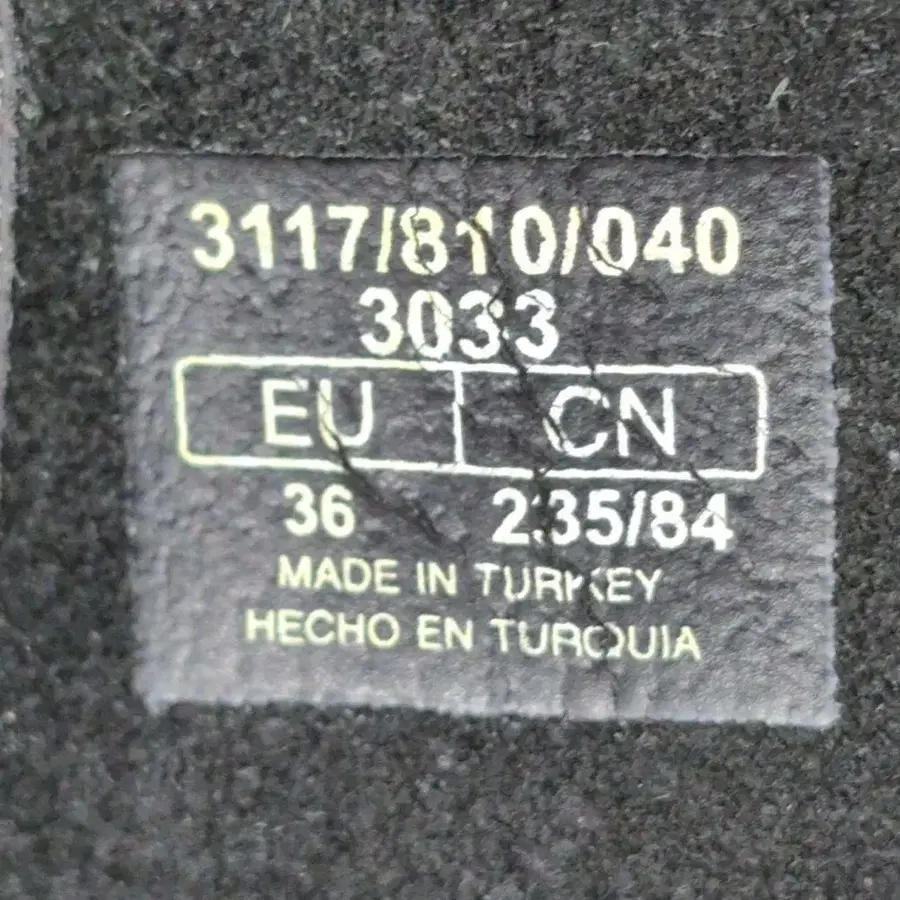 3117/810/040
3033
EU CN
36 235/84
MADE IN TURKEY
HECHO EN TURQUIA